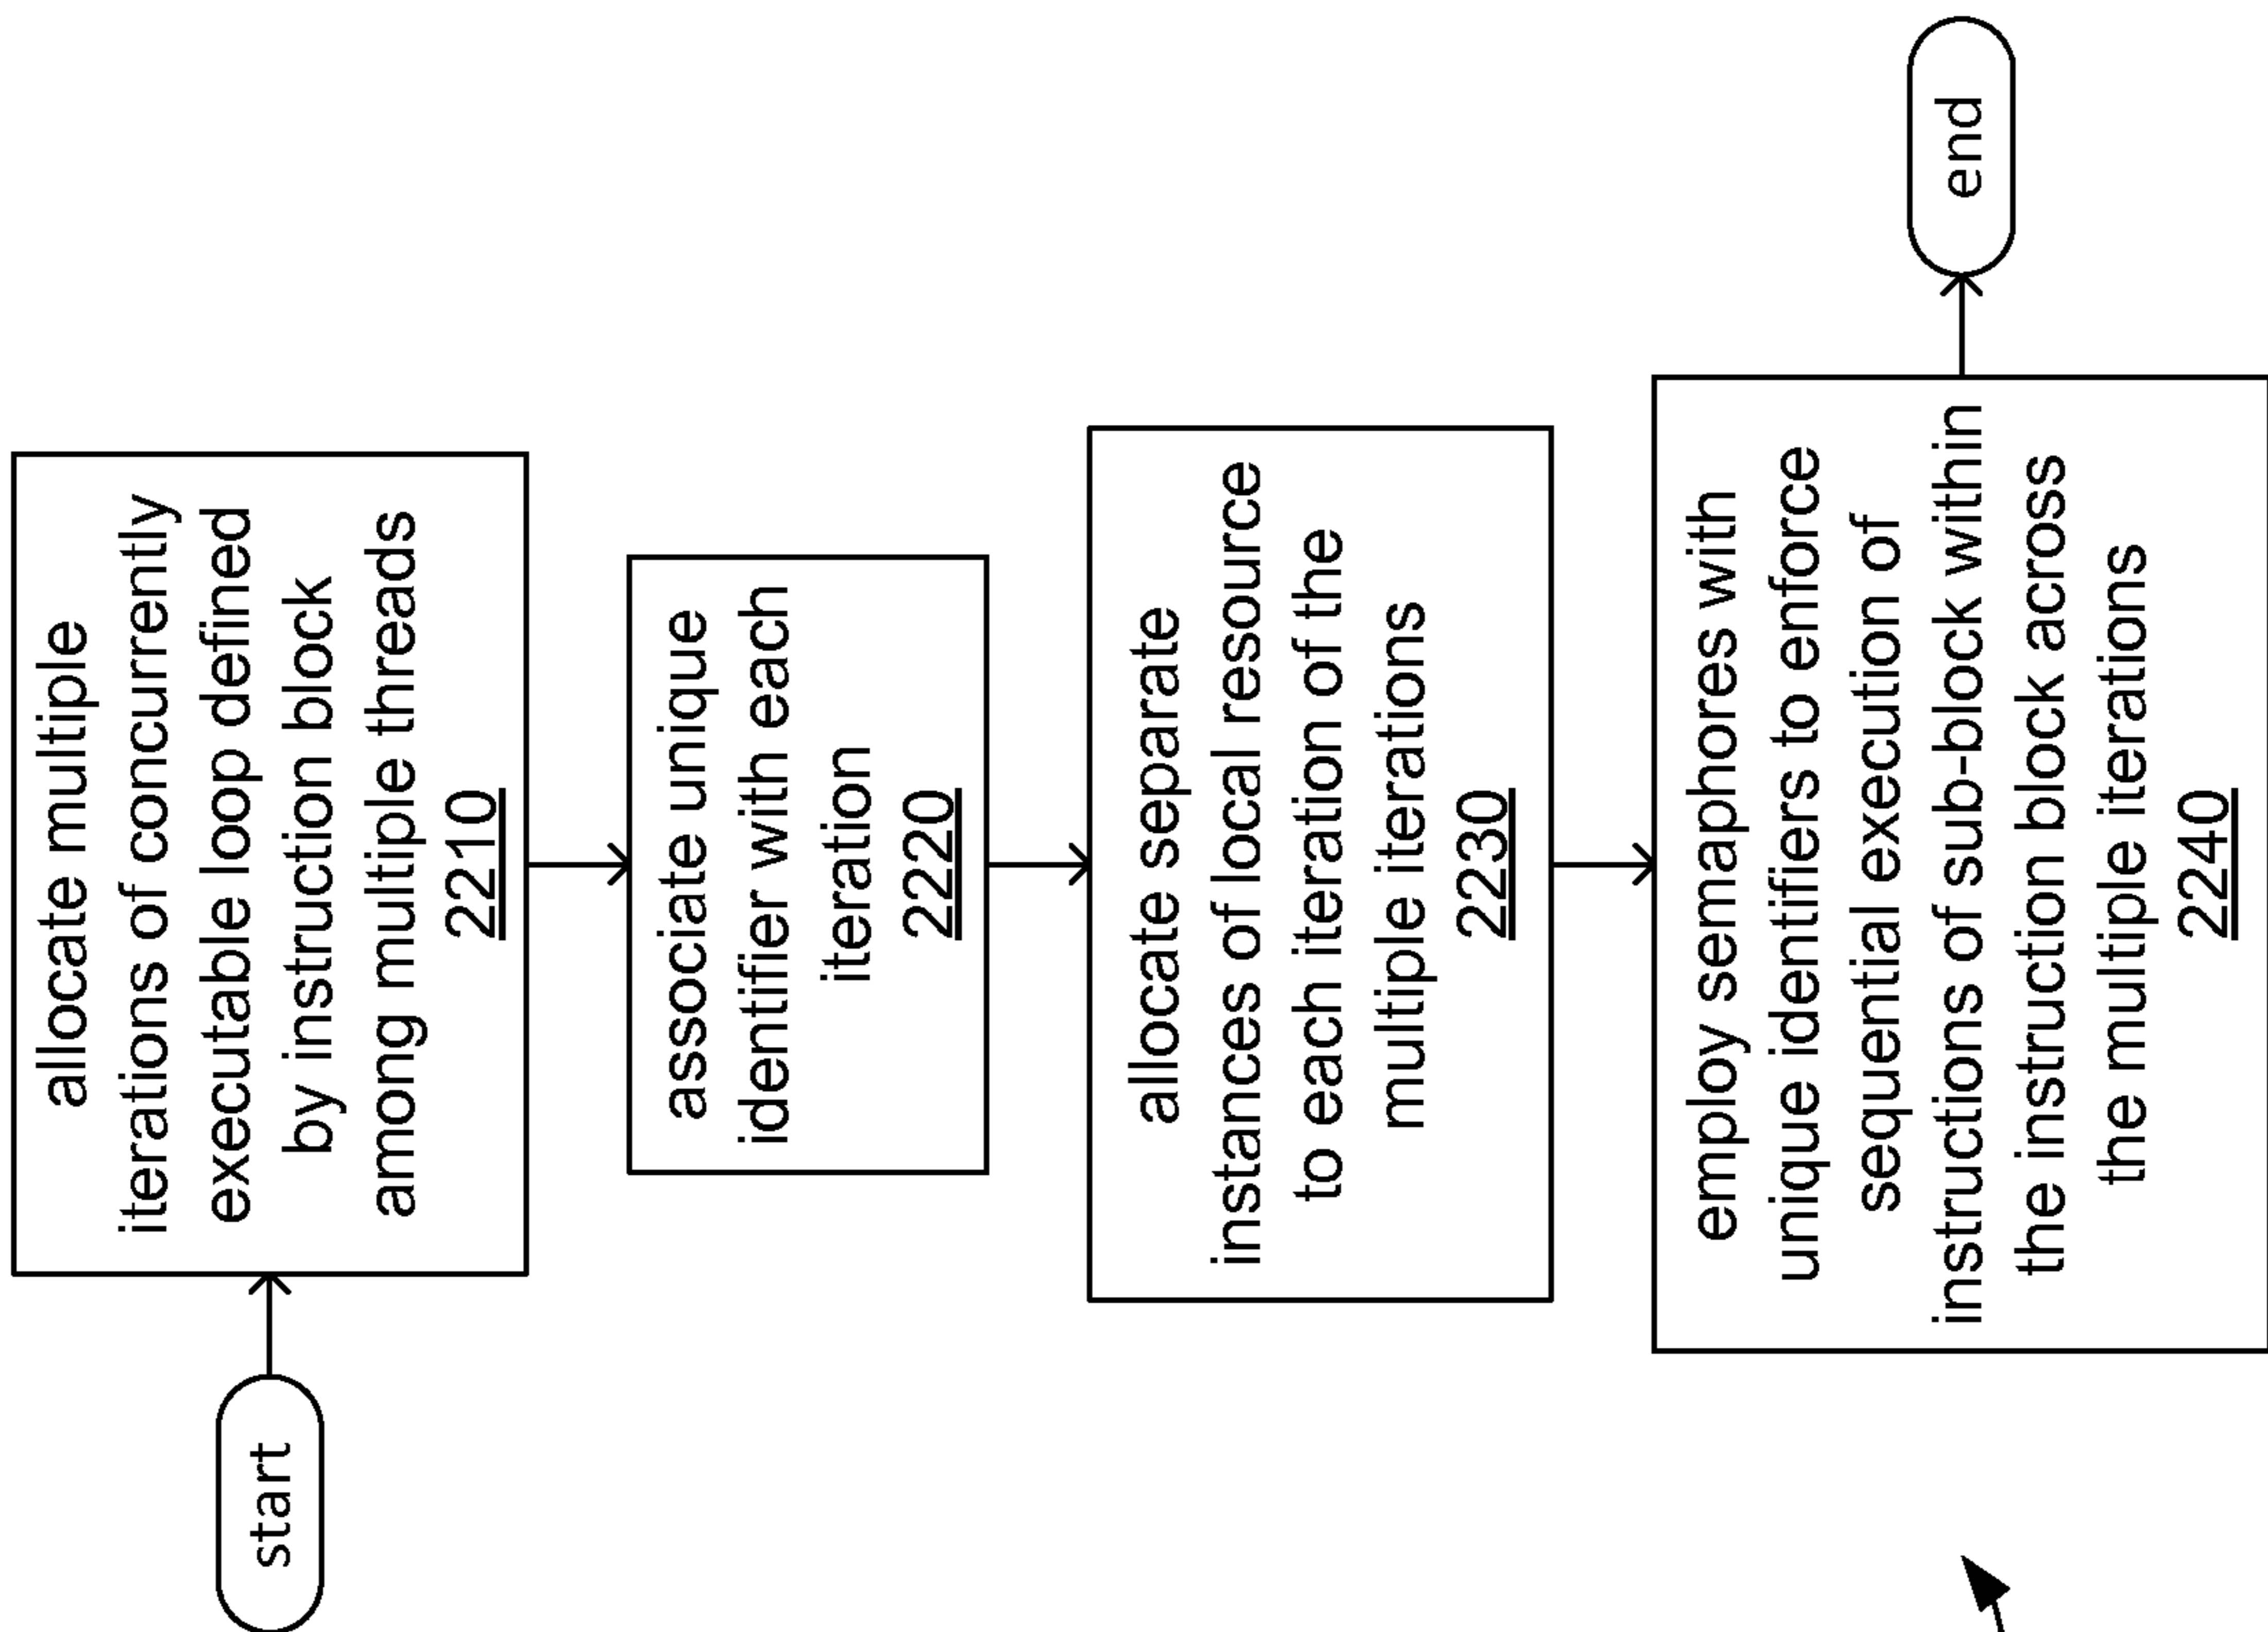 start
allocate multiple
iterations of concurrently
executable loop defined
by instruction block
among multiple threads
2210
associate unique
identifier with each
iteration
2220
allocate separate
instances of local resource
to each iteration of the
multiple iterations
2230
employ semaphores with
unique identifiers to enforce
sequential execution of
instructions of sub-block within
the instruction block across
the multiple iterations
2240
end